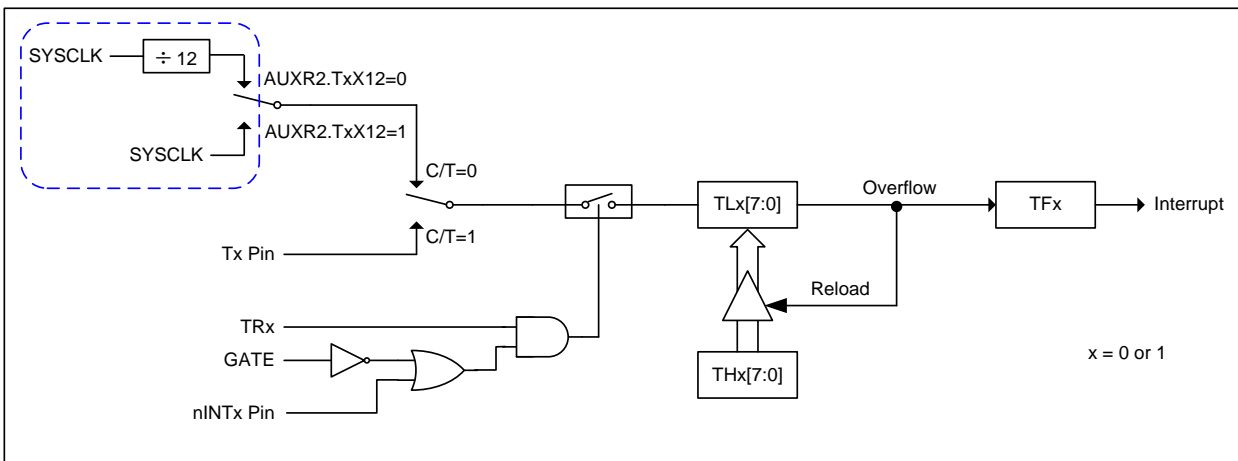 SYSCLK
÷ 12
AUXR2.TxX12=0
AUXR2.TxX12=1
SYSCLK
C/T=0
C/T=1
Tx Pin
TLx[7:0]
Overflow
TFx
Interrupt
Reload
TRx
GATE
nINTx Pin
THx[7:0]
x = 0 or 1